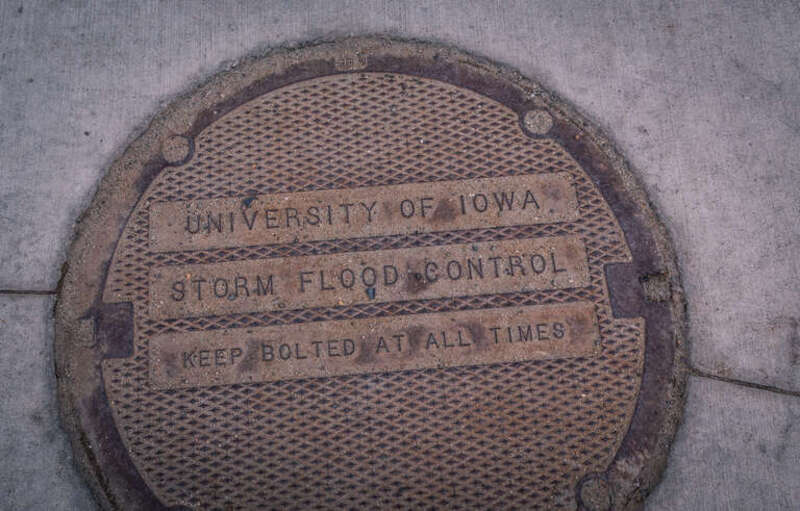 UNIVERSITY OF IOWA
STORM FLOOD CONTROL
KEEP BOLTED AT ALL TIMES